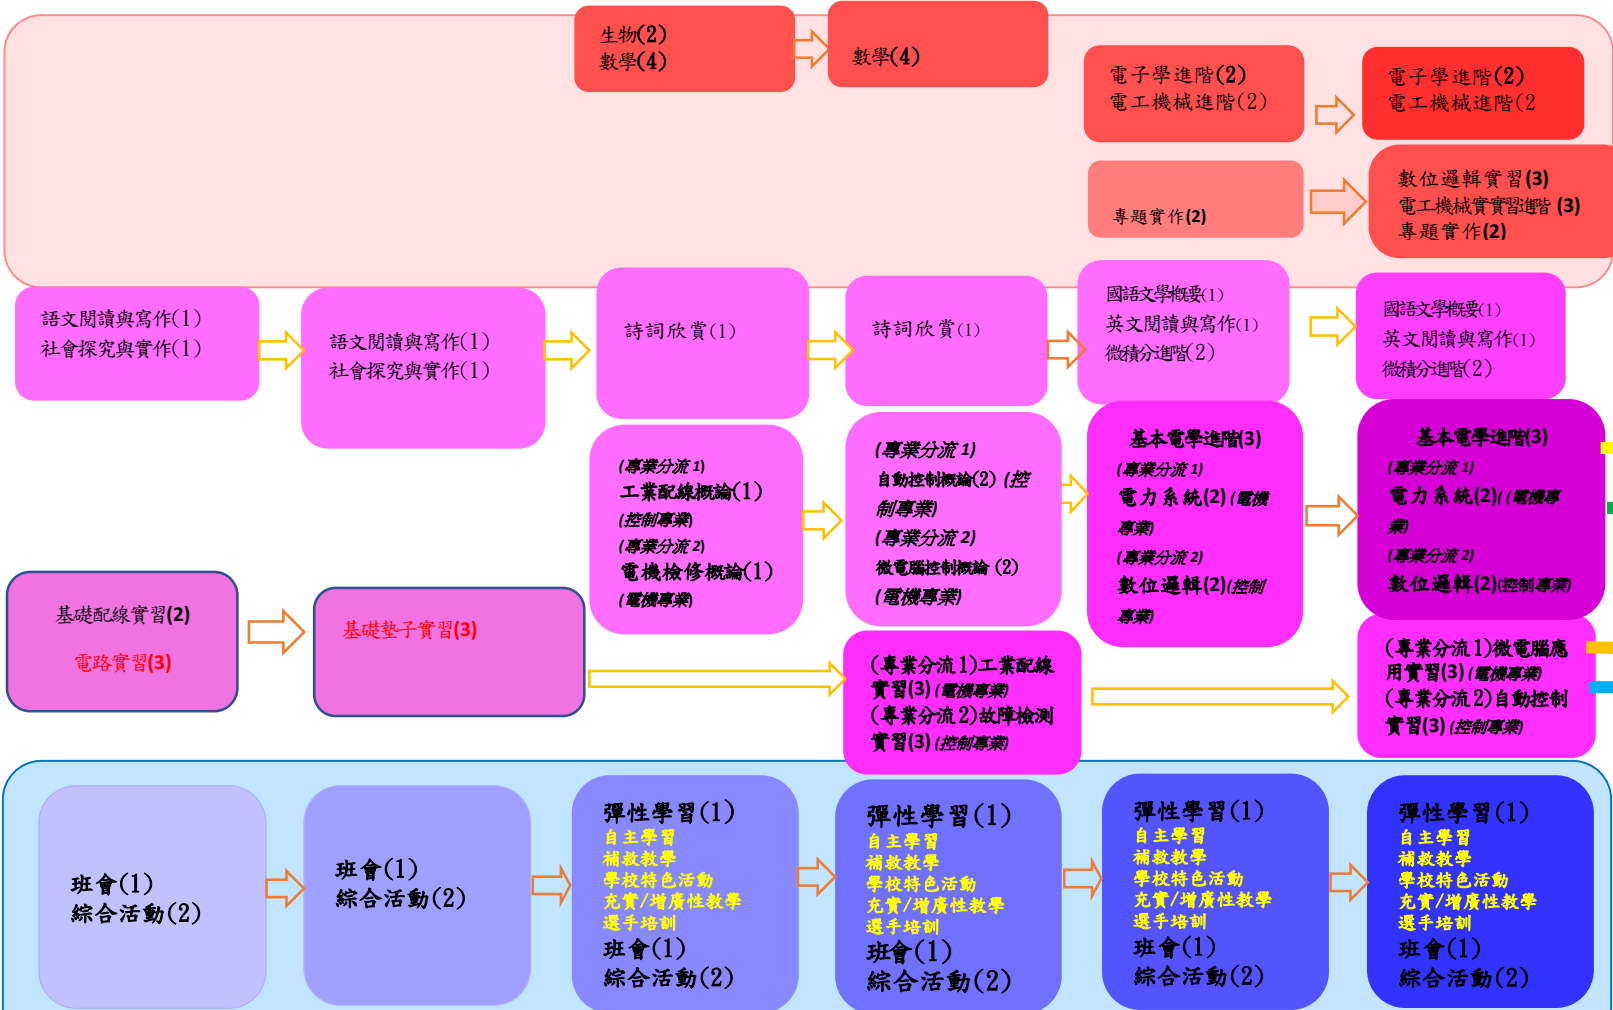 生物(2)
數學(4)
數學(4)
電子學進階(2)
電工機械進階(2)
電子學進階(2)
電工機械進階(2
專題實作(2)
數位邏輯實習(3)
電工機械實實習進階 (3)
專題實作(2)
語文閱讀與寫作(1)
社會探究與實作(1)
語文閱讀與寫作(1)
社會探究與實作(1)
詩詞欣賞(1)
詩詞欣賞(1)
國語文學概要(1)
英文閱讀與寫作(1)
微積分進階(2)
國語文學概要(1)
英文閱讀與寫作(1)
微積分進階(2)
(專業分流 1)
工業配線概論(1)
(控制專業)
(專業分流 2)
電機檢修概論(1)
(電機專業)
(專業分流 1)
自動控制概論(2) (控
制專業)
(專業分流 2)
微電腦控制概論 (2)
(電機專業)
基本電學進階(3)
(專業分流 1)
電力系統(2) (電機
專業)
(專業分流 2)
數位邏輯(2)(控制
專業)
基本電學進階(3)
(專業分流 1)
電力系統(2)( (電機專
業)
(專業分流 2)
數位邏輯(2)(控制專業)
基礎配線實習(2)
電路實習(3)
基礎墊子實習(3)
(專業分流1)工業配線
實習(3) (電機專業)
(專業分流2)故障檢測
實習(3) (控制專業)
(專業分流1)微電腦應
用實習(3) (電機專業)
(專業分流2)自動控制
實習(3) (控制專業)
班會(1)
綜合活動(2)
班會(1)
綜合活動(2)
彈性學習(1)
自主學習
補救教學
學校特色活動
充實/增廣性教學
選手培訓
班會(1)
綜合活動(2)
彈性學習(1)
自主學習
補救教學
學校特色活動
充實/增廣性教學
選手培訓
班會(1)
綜合活動(2)
彈性學習(1)
自主學習
補救教學
學校特色活動
充實/增廣性教學
選手培訓
班會(1)
綜合活動(2)
彈性學習(1)
自主學習
補救教學
學校特色活動
充實/增廣性教學
選手培訓
班會(1)
綜合活動(2)